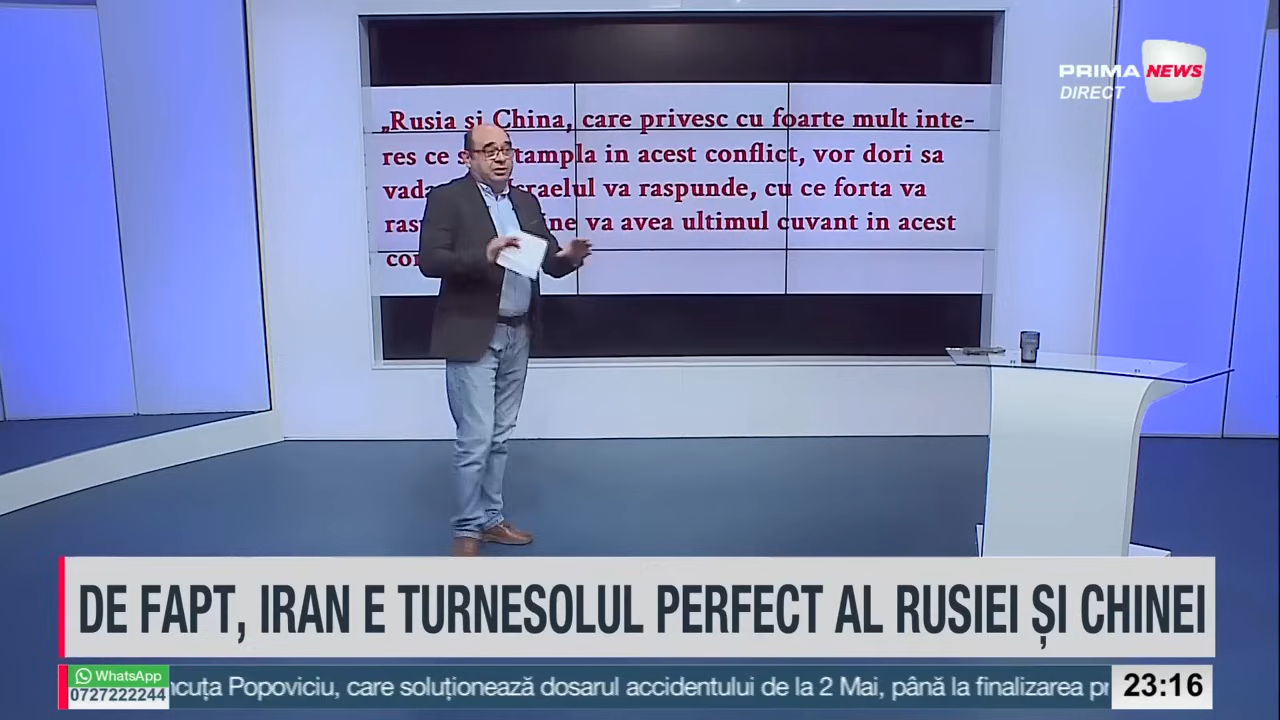 PRIMA NEWS
DIRECT
„Rusia si China, care privesc cu foarte mult inte-
res ce s tampla in acest conflict, vor dori sa
vada sraelul va raspunde, cu ce forta va
ras ne va avea ultimul cuvant in acest
con
DE FAPT, IRAN E TURNESOLUL PERFECT AL RUSIEI ȘI CHINEI
WhatsApp
0727222244
ncuța Popoviciu, care soluționează dosarul accidentului de la 2 Mai, până la finalizarea pr
23:16